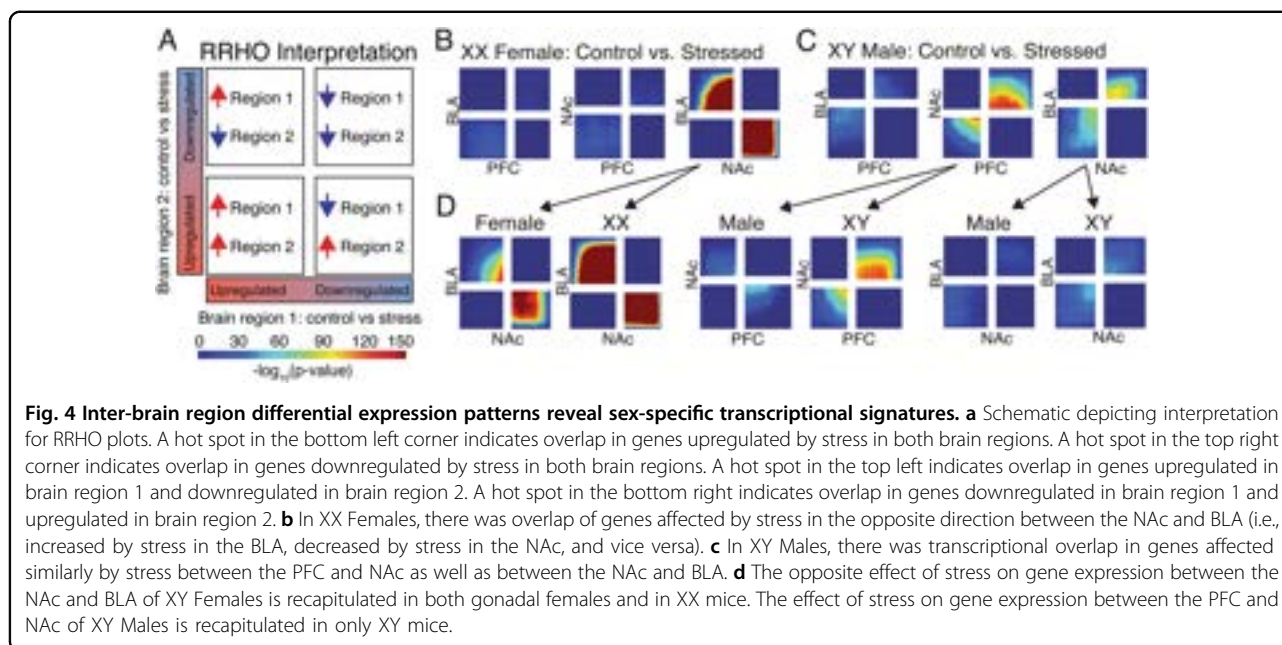 A
RRHO Interpretation
Brain region 2: control vs stress
Downregulated
Upregulated
Region 1
Region 2
Region 1
Region 2
Region 1
Region 2
Region 1
Region 2
Upregulated
Downregulated
Brain region 1: control vs stress
0 30 60 90 120 150
-log10(p-value)
B XX Female: Control vs. Stressed
BLA
PFC
NAc
PFC
BLA
NAc
C XY Male: Control vs. Stressed
BLA
PFC
NAc
PFC
BLA
NAc
D
Female
BLA
NAc
XX
BLA
NAc
Male
NAc
PFC
XY
NAc
PFC
Male
BLA
NAc
XY
BLA
NAc
Fig. 4 Inter-brain region differential expression patterns reveal sex-specific transcriptional signatures. a Schematic depicting interpretation
for RRHO plots. A hot spot in the bottom left corner indicates overlap in genes upregulated by stress in both brain regions. A hot spot in the top right
corner indicates overlap in genes downregulated by stress in both brain regions. A hot spot in the top left indicates overlap in genes upregulated in
brain region 1 and downregulated in brain region 2. A hot spot in the bottom right indicates overlap in genes downregulated in brain region 1 and
upregulated in brain region 2. b In XX Females, there was overlap of genes affected by stress in the opposite direction between the NAc and BLA (i.e.,
increased by stress in the BLA, decreased by stress in the NAc, and vice versa). c In XY Males, there was transcriptional overlap in genes affected
similarly by stress between the PFC and NAc as well as between the NAc and BLA. d The opposite effect of stress on gene expression between the
NAc and BLA of XY Females is recapitulated in both gonadal females and in XX mice. The effect of stress on gene expression between the PFC and
NAc of XY Males is recapitulated in only XY mice.